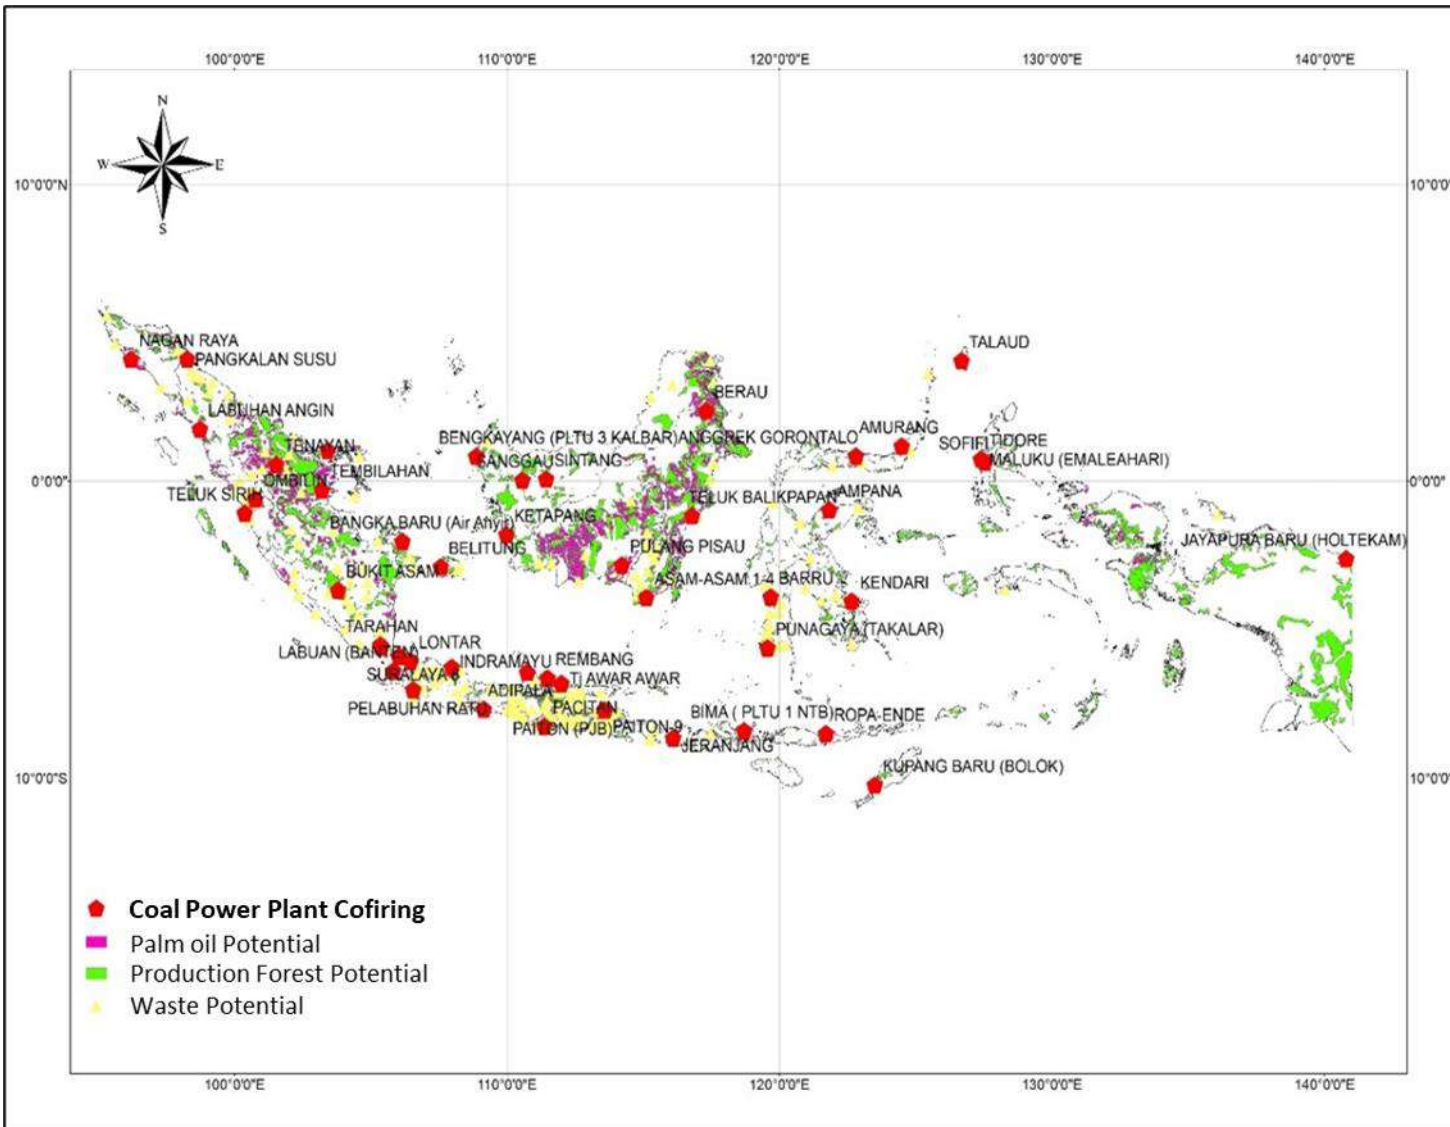 100°0'0"E 110°0'0"E 120°0'0"E 130°0'0"E 140°0'0"E
N
W E
S
10°0'0"N 10°0'0"
TALAUD
NAGAN RAYA
PANGKALAN SUSU
BERAU
LABUHAN ANGIN
AMURANG
BENGKAYANG (PLTU 3 KALBAR) ANGGREK GORONTALO
SOFIFI TIDORE
TENAYAN
SANGGAU SINTANG
MALUKU (EMALEAHARI)
TEMBILAHAN
0°0'0" 0°0'0"
OMBILIN
TELUK SIRIH
TELUK BALIKPAPAN AMPANA
BANGKA BARU (Air Anyir) KETAPANG
JAYAPURA BARU (HOLTEKAM)
BELITUNG PULANG PISAU
BUKIT ASAM ASAM-ASAM 1-4 BARRU KENDARI
TARAHAN PUNAGAYA (TAKALAR)
LABUAN (BANTEN) LONTAR
INDRAMAYU REMBANG
SURALAYA 8 Tj AWAR AWAR
ADIPALA
PELABUHAN RATU PACITAN BIMA ( PLTU 1 NTB) ROPA-ENDE
PAITON (PJB) PAITON-9
JERANJANG
KUPANG BARU (BOLOK)
10°0'0"S 10°0'0"
Coal Power Plant Cofiring
Palm oil Potential
Production Forest Potential
Waste Potential
100°0'0"E 110°0'0"E 120°0'0"E 130°0'0"E 140°0'0"E